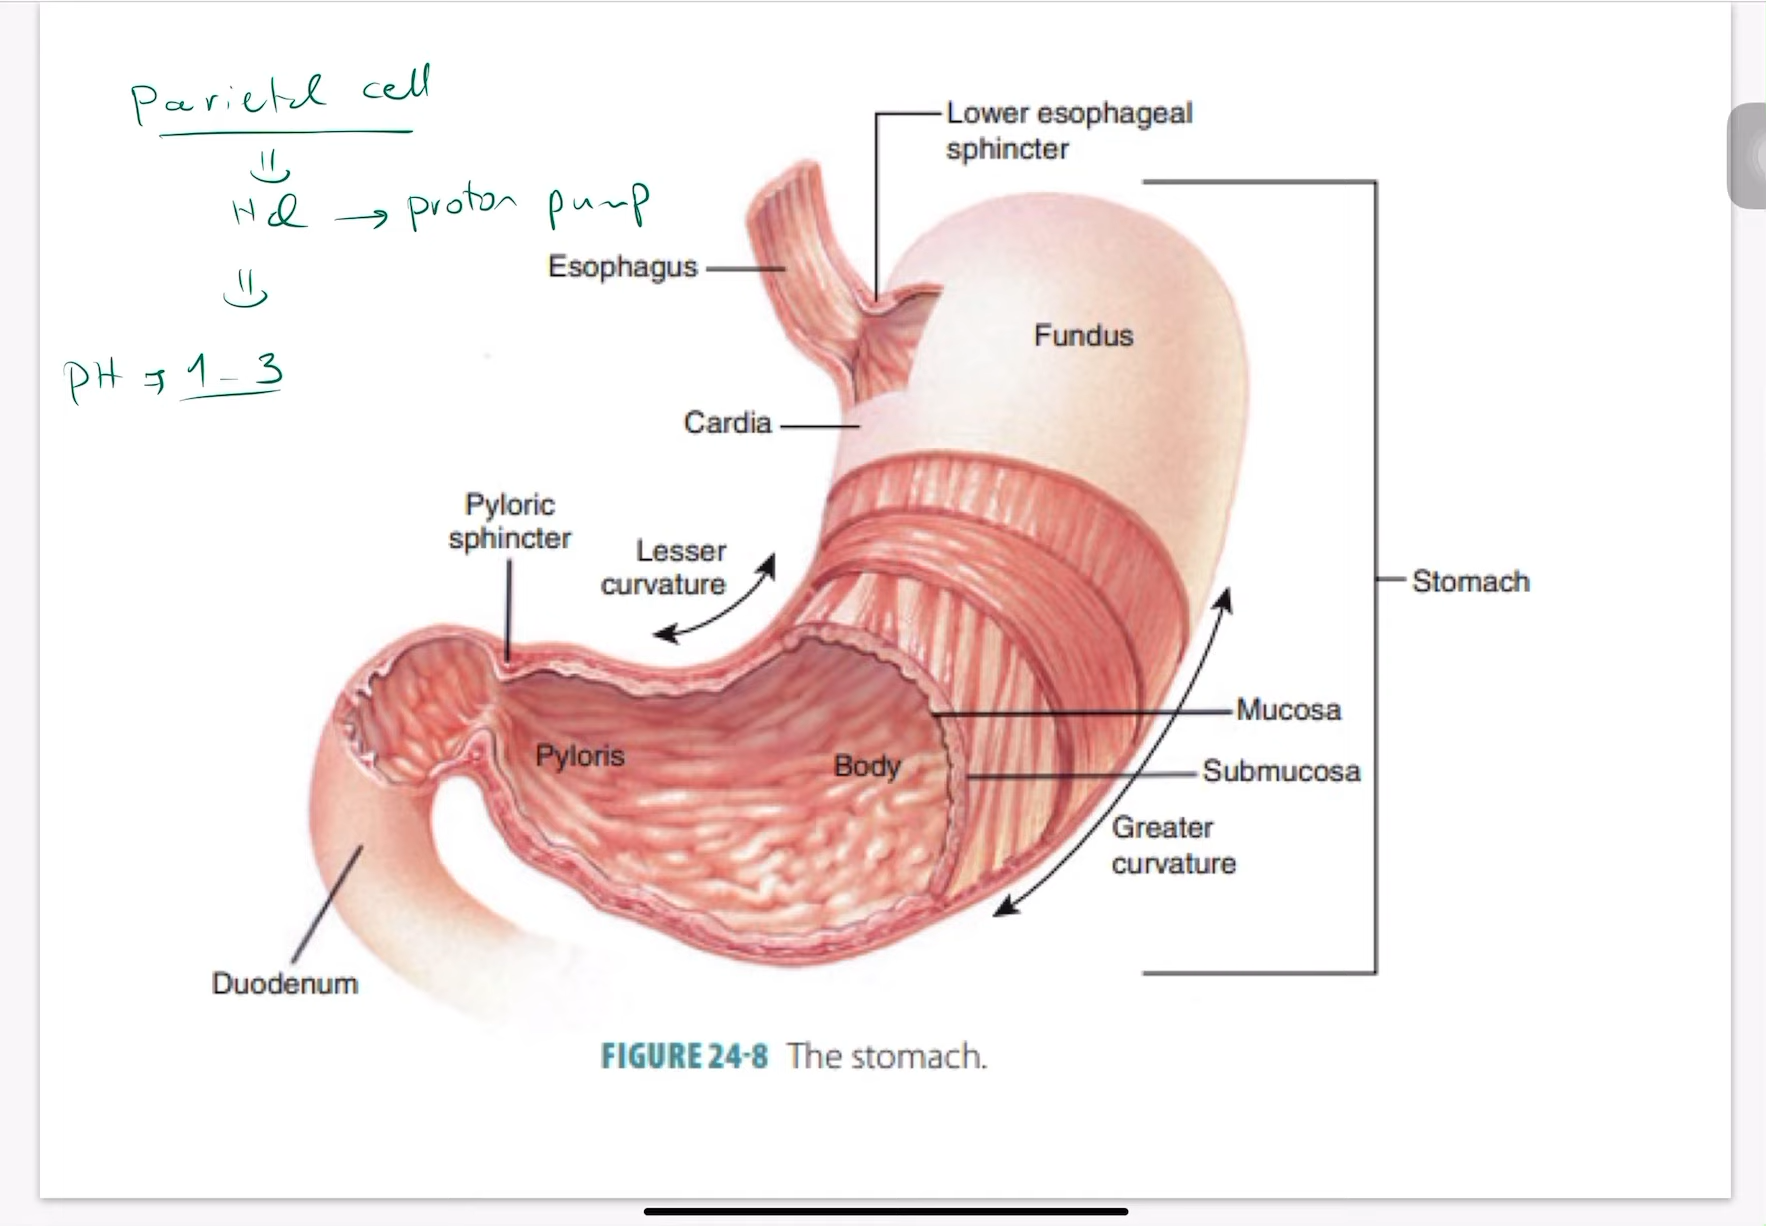 Parietal cell
HCl → proton pump
PH → 1 - 3
Lower esophageal
sphincter
Esophagus
Fundus
Cardia
Pyloric
sphincter
Lesser
curvature
Stomach
Mucosa
Pyloris
Body
Submucosa
Greater
curvature
Duodenum
FIGURE 24-8 The stomach.